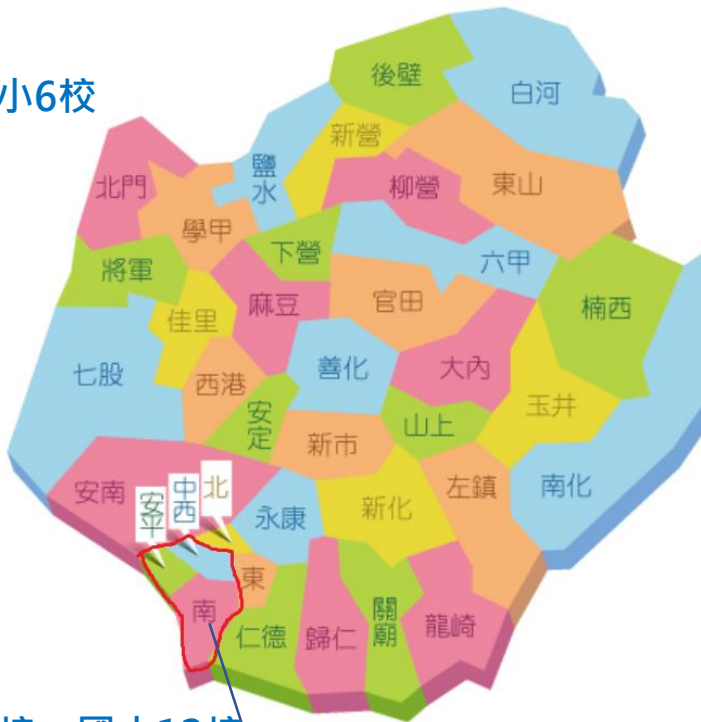 小6校
後壁
白河
新營
鹽水
北門
柳營
東山
學甲
下營
六甲
將軍
麻豆
官田
楠西
佳里
七股
西港
善化
大內
玉井
安定
新市
山上
安南
安平
中西
北
永康
新化
左鎮
南化
東
南
仁德
歸仁
關廟
龍崎